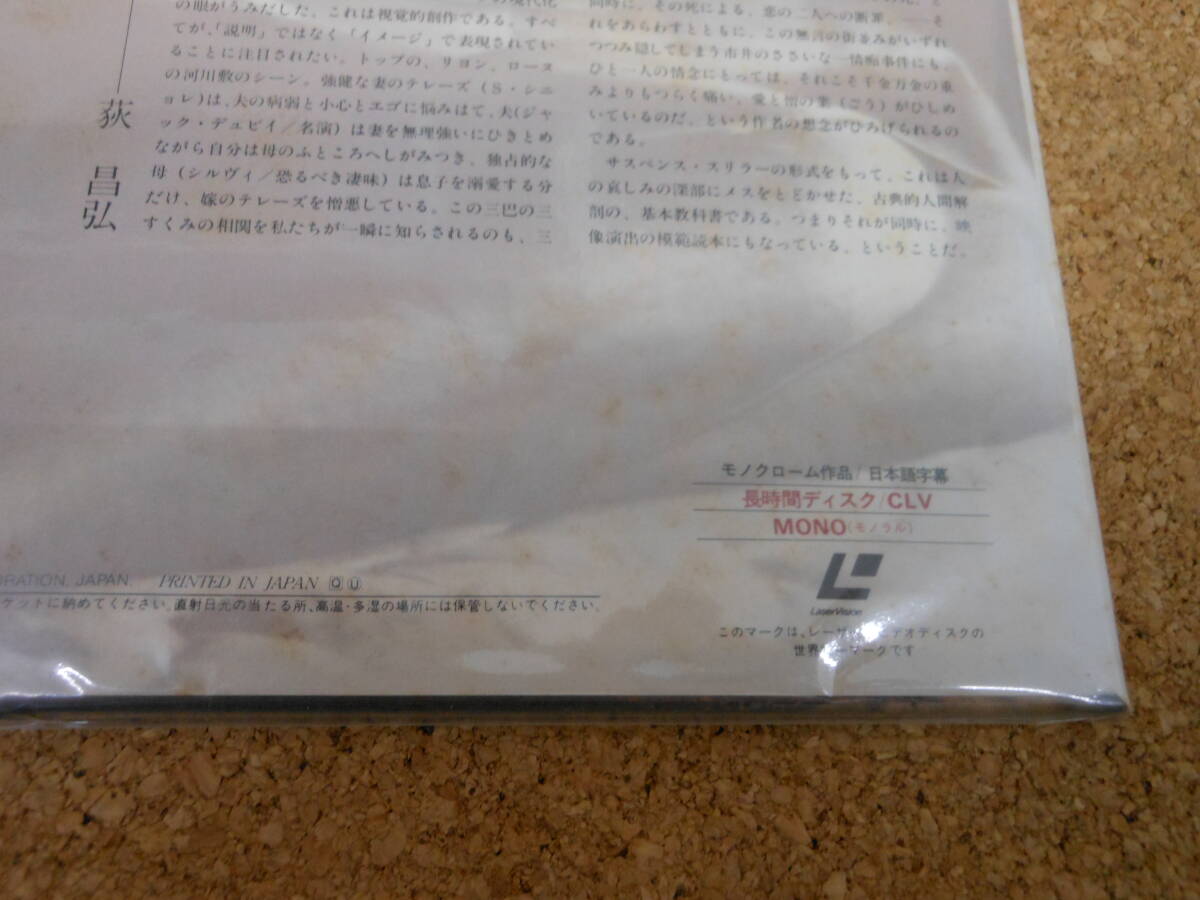 荻 昌弘
の眼がうみだした、これは視覚的創作である。すべ
てが、「説明」ではなく「イメージ」で表現されてい
ることに注目されたい。トップの、リヨン、ローヌ
の河川敷のシーン。強健な妻のテレーズ（S・シニ
ョレ）は、夫の病弱と小心とエゴに悩みはて、夫（ジャ
ック・デュビイ／名演）は妻を無理強いにひきとめ
ながら自分は母のふところへしがみつき、独占的な
母（シルヴィ／恐るべき凄味）は息子を溺愛する分
だけ、嫁のテレーズを憎悪している。この三巴の三
すくみの相関を私たちが一瞬に知らされるのも、三
同時に、その死による、恋の二人への断罪。――そ
れをあらわすとともに、この無言の街並みがいずれ
つつみ隠してしまう市井のささいな一情痴事件にも、
ひと一人の情念にとっては、それこそ千金万金の重
みよりもつらく痛い、愛と憎の業（ごう）がひしめ
いているのだ、という作者の想念がひろげられるの
である。
サスペンス・スリラーの形式をもって、これは人
の哀しみの深部にメスをとどかせた、古典的人間解
剖の、基本教科書である。つまりそれが同時に、映
像演出の模範読本にもなっている、ということだ。
モノクローム作品/日本語字幕
長時間ディスク/CLV
MONO(モノラル)
LaserVision
このマークは、レーザ オディスクの
世界 マークです
ORATION, JAPAN. PRINTED IN JAPAN Ⓠ Ⓤ
ケットに納めてください。直射日光の当たる所、高温・多湿の場所には保管しないでください。